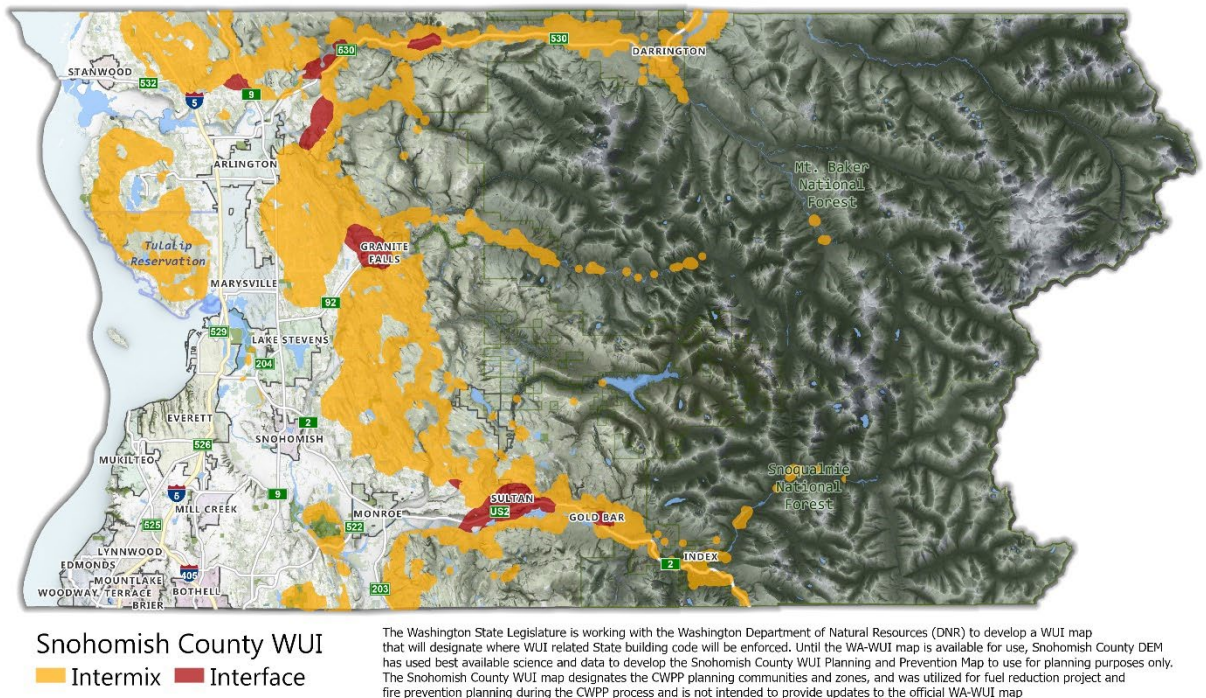 530
530
DARRINGTON
STANWOOD
532
9
5
ARLINGTON
Mt. Baker
National
Forest
Tulalip
Reservation
GRANITE
FALLS
MARYSVILLE
92
529
LAKE STEVENS
204
EVERETT
2
SNOHOMISH
526
MUKILTEO
Snoqualmie
National
Forest
5
9
SULTAN
US2
MILL CREEK
MONROE
GOLD BAR
525
522
LYNNWOOD
INDEX
EDMONDS
2
405
MOUNTLAKE
TERRACE
203
WOODWAY
BOTHELL
BRIER
Snohomish County WUI
Intermix
Interface
The Washington State Legislature is working with the Washington Department of Natural Resources (DNR) to develop a WUI map
that will designate where WUI related State building code will be enforced. Until the WA-WUI map is available for use, Snohomish County DEM
has used best available science and data to develop the Snohomish County WUI Planning and Prevention Map to use for planning purposes only.
The Snohomish County WUI map designates the CWPP planning communities and zones, and was utilized for fuel reduction project and
fire prevention planning during the CWPP process and is not intended to provide updates to the official WA-WUI map